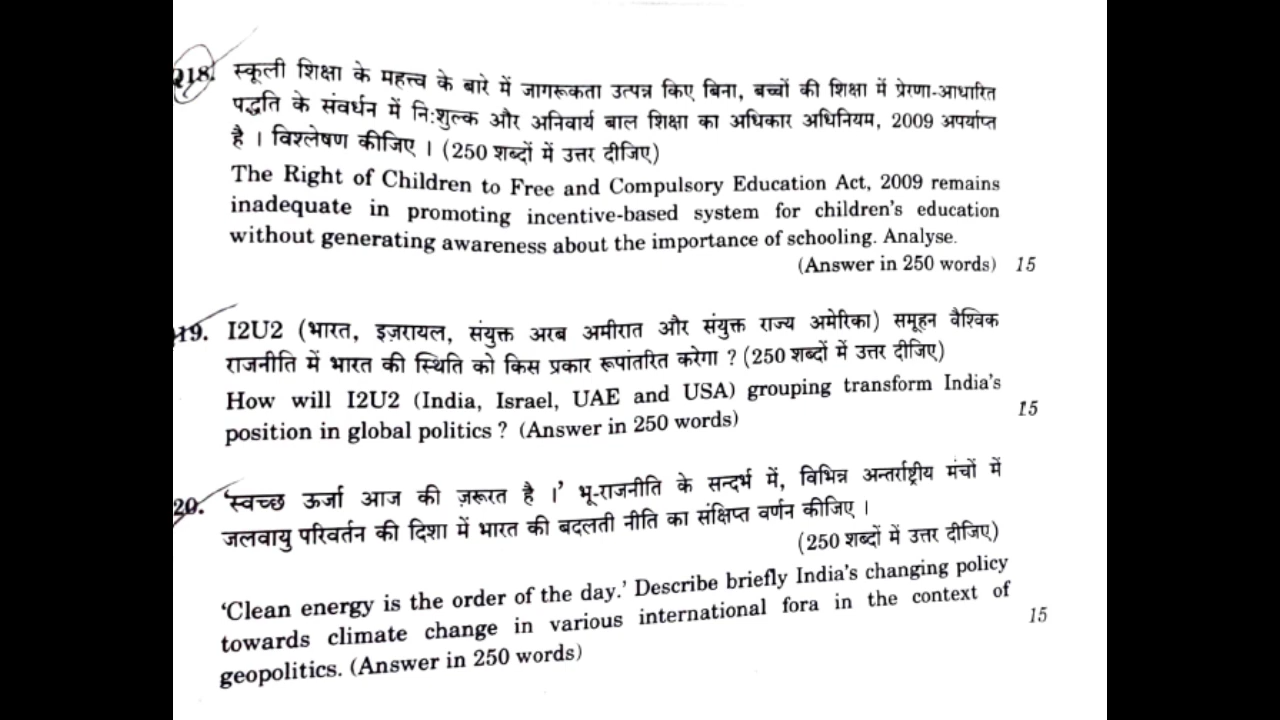 Q18. स्कूली शिक्षा के महत्त्व के बारे में जागरूकता उत्पन्न किए बिना, बच्चों की शिक्षा में प्रेरणा-आधारित
पद्धति के संवर्धन में नि:शुल्क और अनिवार्य बाल शिक्षा का अधिकार अधिनियम, 2009 अपर्याप्त
है । विश्लेषण कीजिए । (250 शब्दों में उत्तर दीजिए)
The Right of Children to Free and Compulsory Education Act, 2009 remains
inadequate in promoting incentive-based system for children's education
without generating awareness about the importance of schooling. Analyse.
(Answer in 250 words) 15
19. I2U2 (भारत, इज़रायल, संयुक्त अरब अमीरात और संयुक्त राज्य अमेरिका) समूहन वैश्विक
राजनीति में भारत की स्थिति को किस प्रकार रूपांतरित करेगा ? (250 शब्दों में उत्तर दीजिए)
How will I2U2 (India, Israel, UAE and USA) grouping transform India's
position in global politics ? (Answer in 250 words) 15
20. 'स्वच्छ ऊर्जा आज की ज़रूरत है ।' भू-राजनीति के सन्दर्भ में, विभिन्न अन्तर्राष्ट्रीय मंचों में
जलवायु परिवर्तन की दिशा में भारत की बदलती नीति का संक्षिप्त वर्णन कीजिए ।
(250 शब्दों में उत्तर दीजिए)
'Clean energy is the order of the day.' Describe briefly India's changing policy
towards climate change in various international fora in the context of
geopolitics. (Answer in 250 words) 15